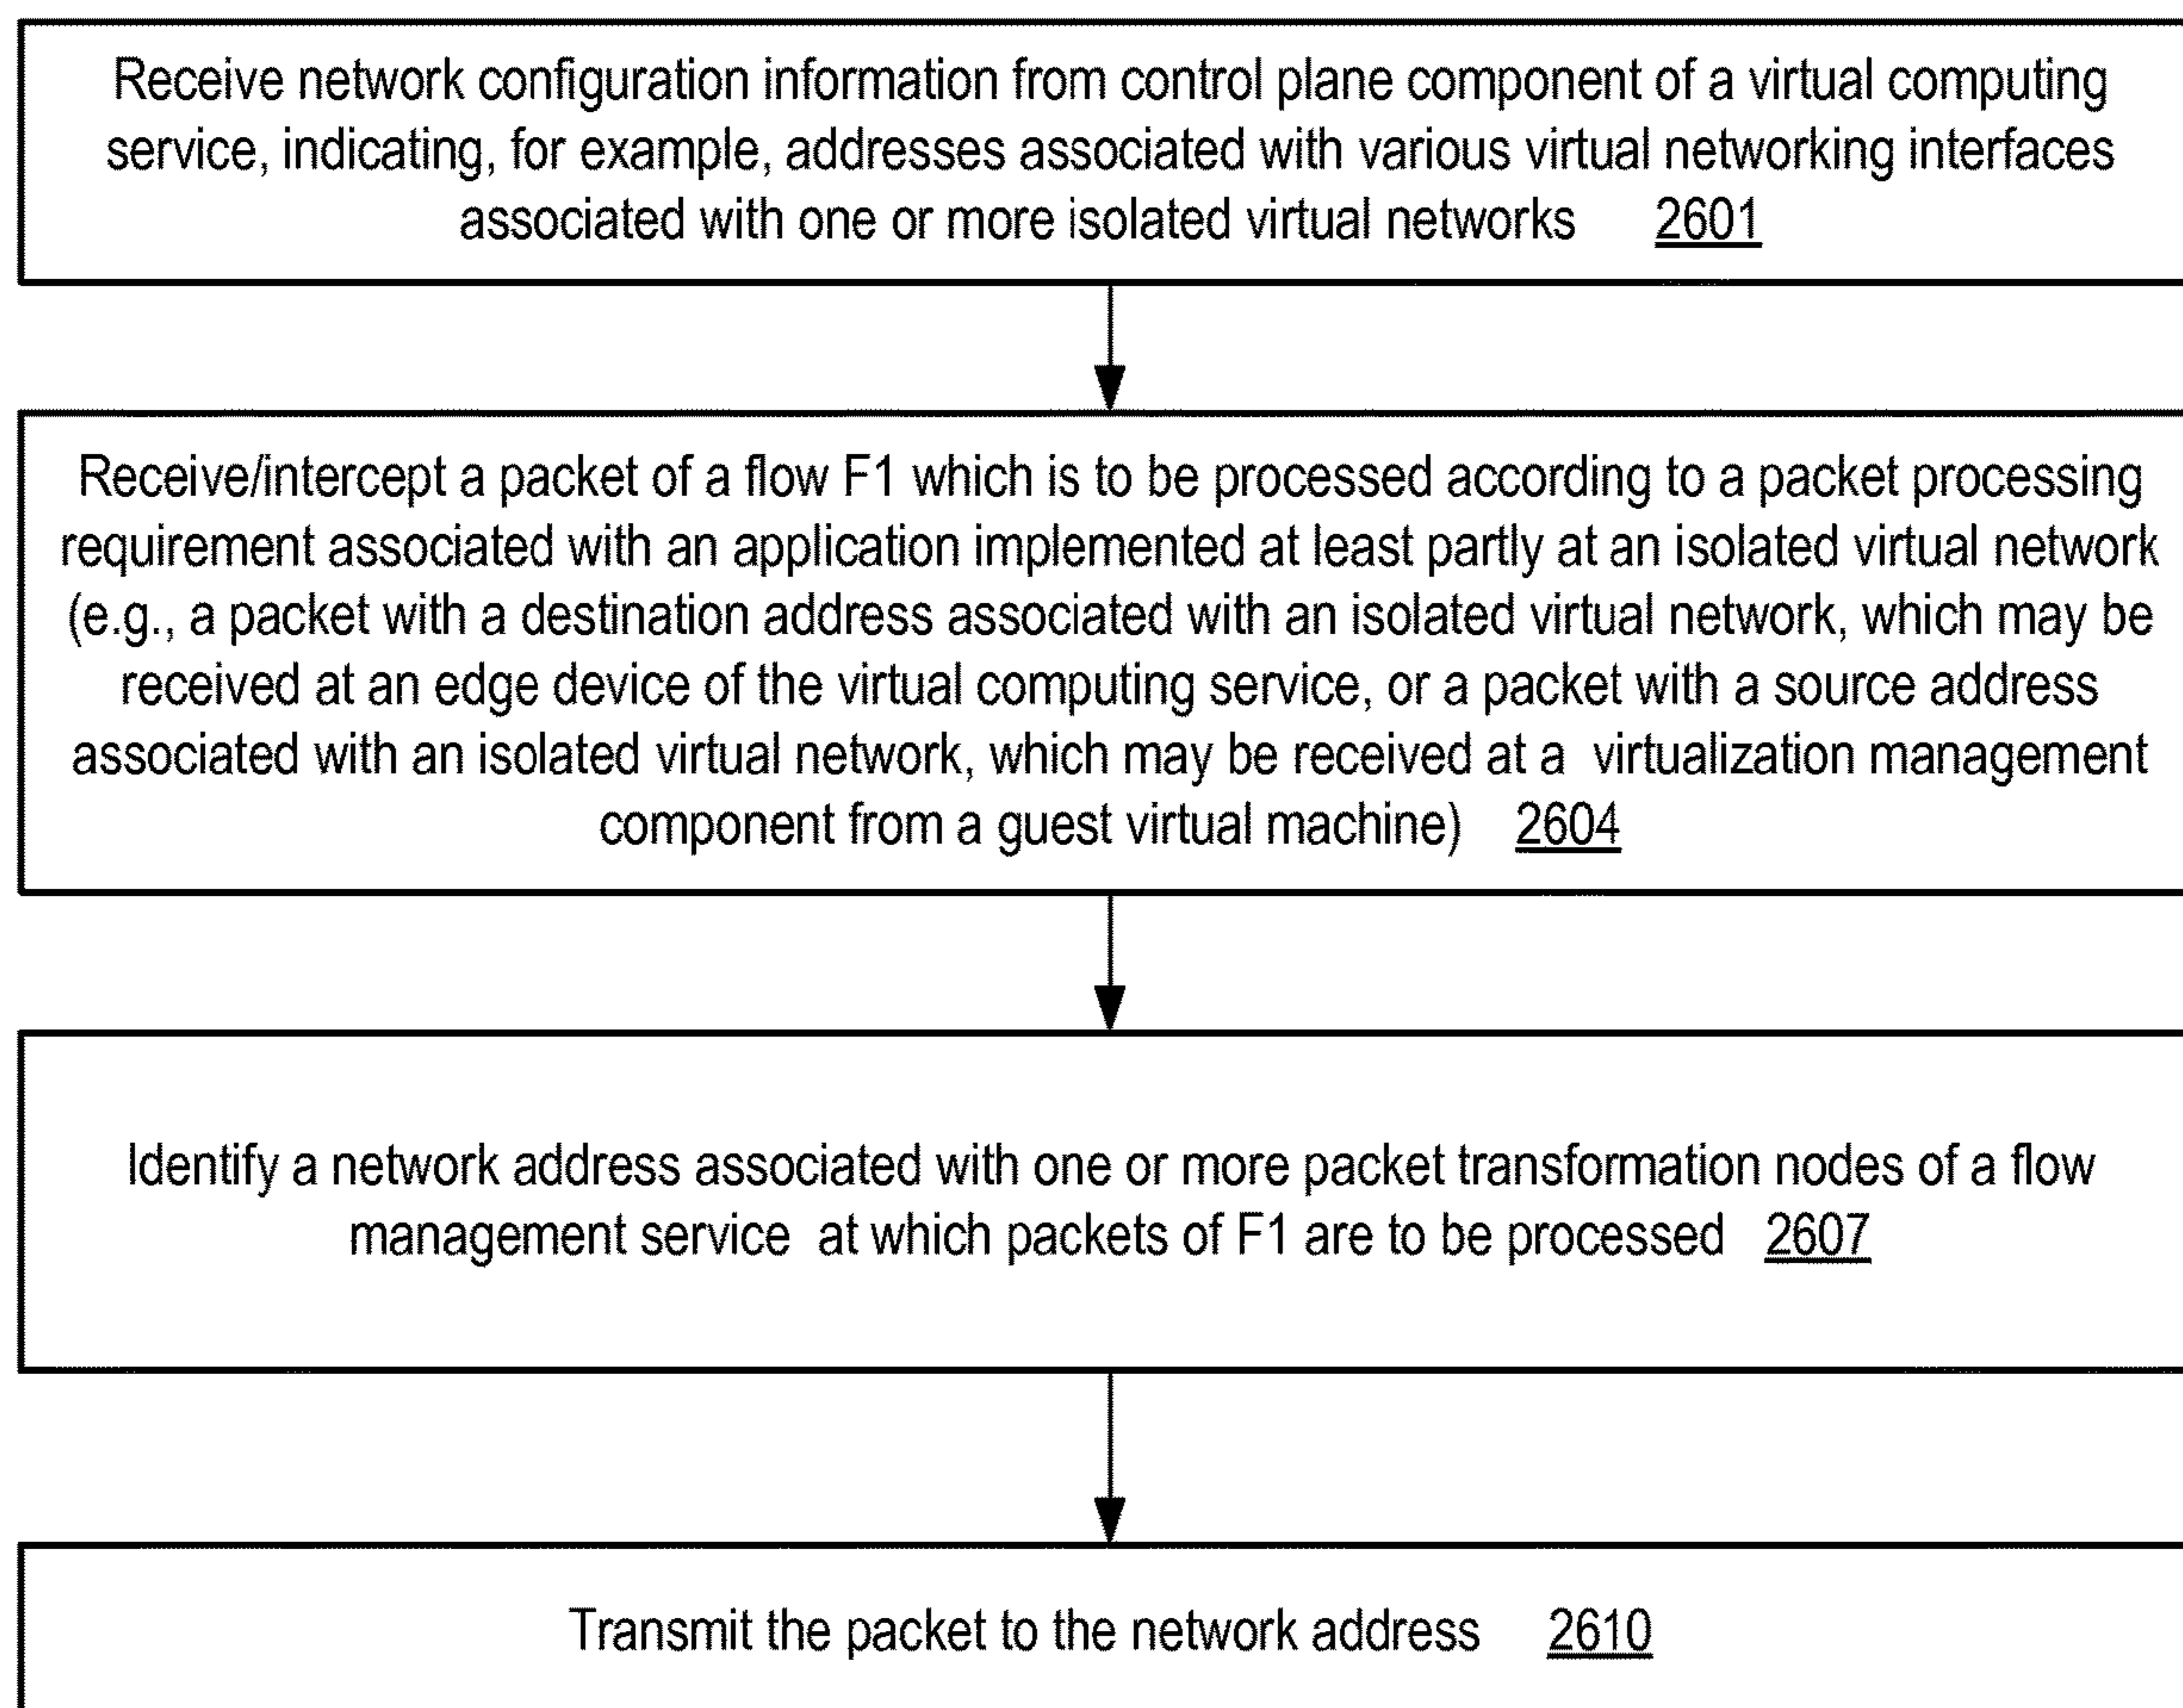 Receive network configuration information from control plane component of a virtual computing
service, indicating, for example, addresses associated with various virtual networking interfaces
associated with one or more isolated virtual networks 2601
Receive/intercept a packet of a flow F1 which is to be processed according to a packet processing
requirement associated with an application implemented at least partly at an isolated virtual network
(e.g., a packet with a destination address associated with an isolated virtual network, which may be
received at an edge device of the virtual computing service, or a packet with a source address
associated with an isolated virtual network, which may be received at a virtualization management
component from a guest virtual machine) 2604
Identify a network address associated with one or more packet transformation nodes of a flow
management service at which packets of F1 are to be processed 2607
Transmit the packet to the network address 2610